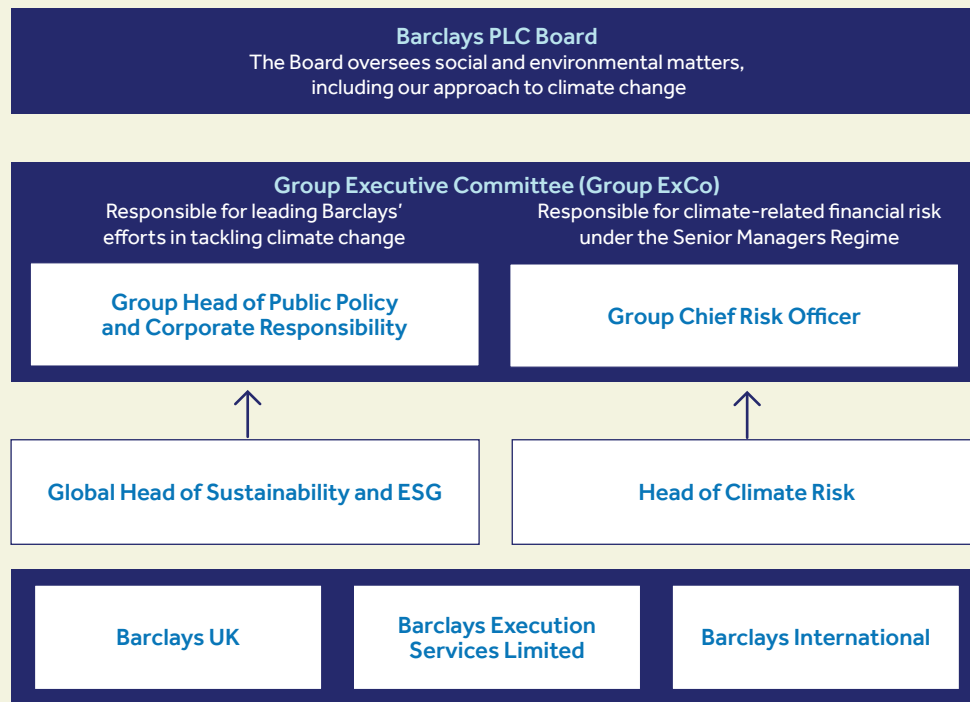 Barclays PLC Board
The Board oversees social and environmental matters,
including our approach to climate change
Group Executive Committee (Group ExCo)
Responsible for leading Barclays’
efforts in tackling climate change
Responsible for climate-related financial risk
under the Senior Managers Regime
Group Head of Public Policy
and Corporate Responsibility
Group Chief Risk Officer
Global Head of Sustainability and ESG
Head of Climate Risk
Barclays UK
Barclays Execution
Services Limited
Barclays International